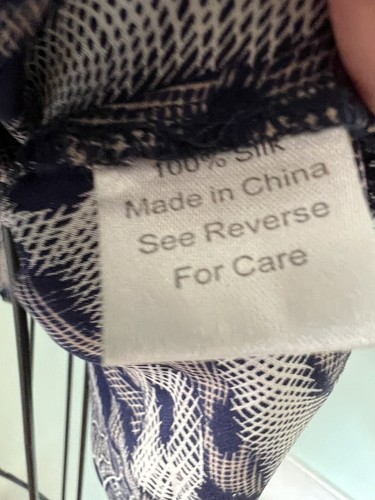 100% Silk
Made in China
See Reverse
For Care